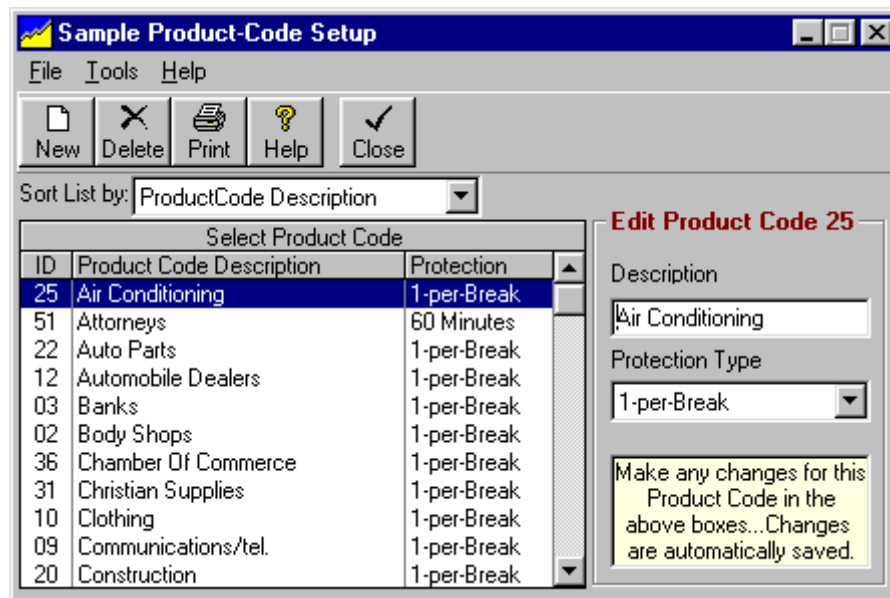 Sample Product-Code Setup
File Tools Help
New Delete Print Help Close
Sort List by: ProductCode Description
Select Product Code
ID Product Code Description Protection
25 Air Conditioning 1-per-Break
51 Attorneys 60 Minutes
22 Auto Parts 1-per-Break
12 Automobile Dealers 1-per-Break
03 Banks 1-per-Break
02 Body Shops 1-per-Break
36 Chamber Of Commerce 1-per-Break
31 Christian Supplies 1-per-Break
10 Clothing 1-per-Break
09 Communications/tel. 1-per-Break
20 Construction 1-per-Break
Edit Product Code 25
Description
Air Conditioning
Protection Type
1-per-Break
Make any changes for this
Product Code in the
above boxes...Changes
are automatically saved.